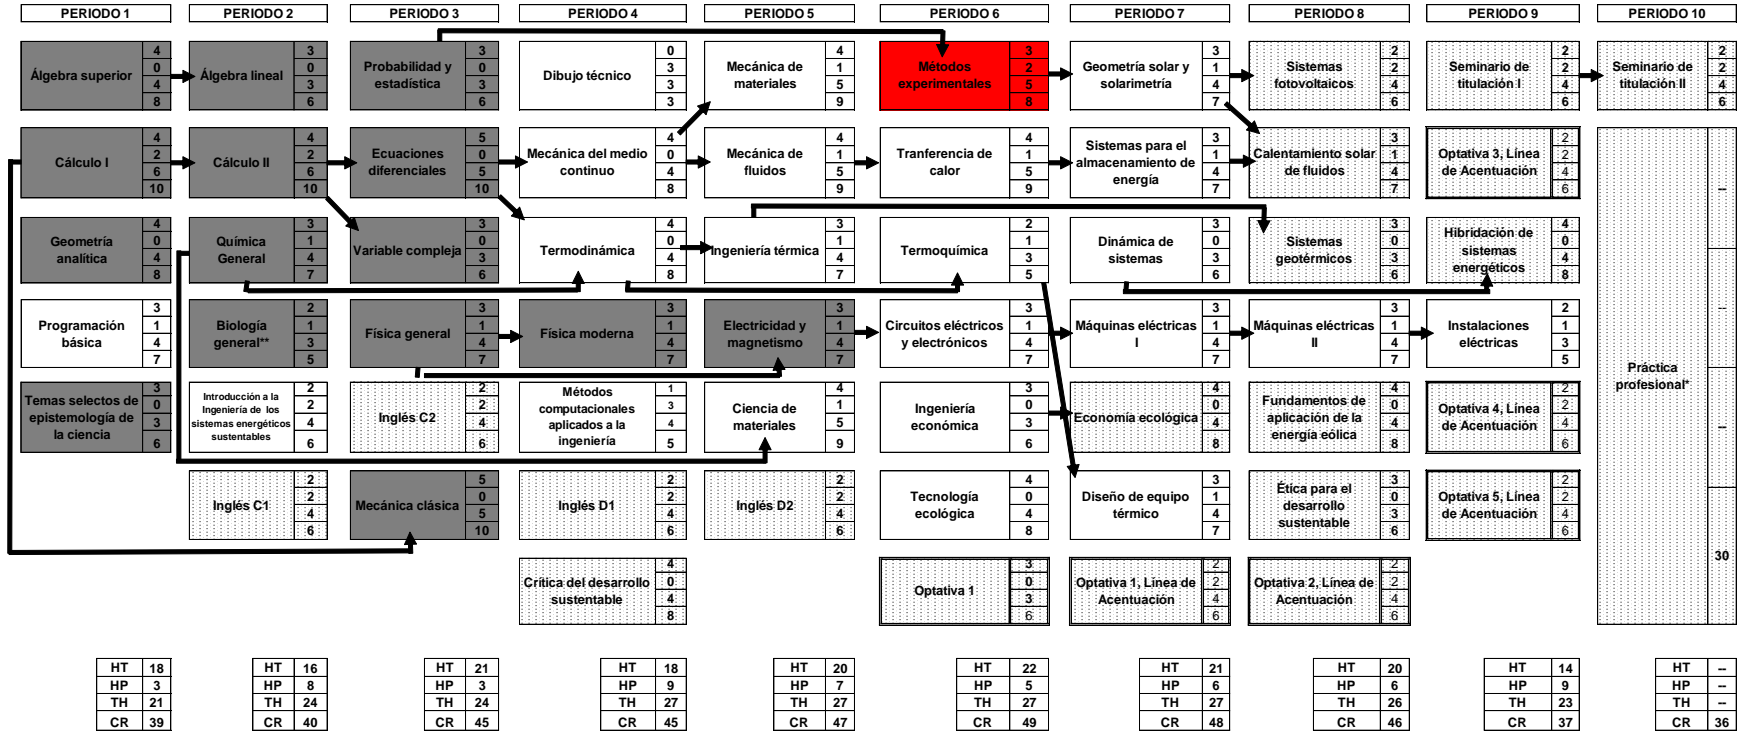 PERIODO 1 PERIODO 2 PERIODO 3 PERIODO 4 PERIODO 5 PERIODO 6 PERIODO 7 PERIODO 8 PERIODO 9 PERIODO 10
Álgebra superior
4
0
4
8
Álgebra lineal
3
0
3
6
Probabilidad y
estadística
3
0
3
6
Dibujo técnico
0
3
3
3
Mecánica de
materiales
4
1
5
9
Métodos
experimentales
3
2
5
8
Geometría solar y
solarimetría
3
1
4
7
Sistemas
fotovoltaicos
2
2
4
6
Seminario de
titulación I
2
2
4
6
Seminario de
titulación II
2
2
4
6
Cálculo I
4
2
6
10
Cálculo II
4
2
6
10
Ecuaciones
diferenciales
5
0
5
10
Mecánica del medio
continuo
4
0
4
8
Mecánica de
fluidos
4
1
5
9
Tranferencia de
calor
4
1
5
9
Sistemas para el
almacenamiento de
energía
3
1
4
7
Calentamiento solar
de fluidos
3
1
4
7
Optativa 3, Línea
de Acentuación
2
2
4
6
Práctica
profesional*
--
--
--
30
Geometría
analítica
4
0
4
8
Química
General
3
1
4
7
Variable compleja
3
0
3
6
Termodinámica
4
0
4
8
Ingeniería térmica
3
1
4
7
Termoquímica
2
1
3
5
Dinámica de
sistemas
3
0
3
6
Sistemas
geotérmicos
3
0
3
6
Hibridación de
sistemas
energéticos
4
0
4
8
Programación
básica
3
1
4
7
Biología
general**
2
1
3
5
Física general
3
1
4
7
Física moderna
3
1
4
7
Electricidad y
magnetismo
3
1
4
7
Circuitos eléctricos
y electrónicos
3
1
4
7
Máquinas eléctricas
I
3
1
4
7
Máquinas eléctricas
II
3
1
4
7
Instalaciones
eléctricas
2
1
3
5
Temas selectos de
epistemología de
la ciencia
3
0
3
6
Introducción a la
Ingeniería de los
sistemas energéticos
sustentables
2
2
4
6
Inglés C2
2
2
4
6
Métodos
computacionales
aplicados a la
ingeniería
1
3
4
5
Ciencia de
materiales
4
1
5
9
Ingeniería
económica
3
0
3
6
Economía ecológica
4
0
4
8
Fundamentos de
aplicación de la
energía eólica
4
0
4
8
Optativa 4, Línea
de Acentuación
2
2
4
6
Inglés C1
2
2
4
6
Mecánica clásica
5
0
5
10
Inglés D1
2
2
4
6
Inglés D2
2
2
4
6
Tecnología
ecológica
4
0
4
8
Diseño de equipo
térmico
3
1
4
7
Ética para el
desarrollo
sustentable
3
0
3
6
Optativa 5, Línea
de Acentuación
2
2
4
6
Crítica del desarrollo
sustentable
4
0
4
8
Optativa 1
3
0
3
6
Optativa 1, Línea de
Acentuación
2
2
4
6
Optativa 2, Línea de
Acentuación
2
2
4
6
HT 18 HT 16 HT 21 HT 18 HT 20 HT 22 HT 21 HT 20 HT 14 HT --
HP 3 HP 8 HP 3 HP 9 HP 7 HP 5 HP 6 HP 6 HP 9 HP --
TH 21 TH 24 TH 24 TH 27 TH 27 TH 27 TH 27 TH 26 TH 23 TH --
CR 39 CR 40 CR 45 CR 45 CR 47 CR 49 CR 48 CR 46 CR 37 CR 36